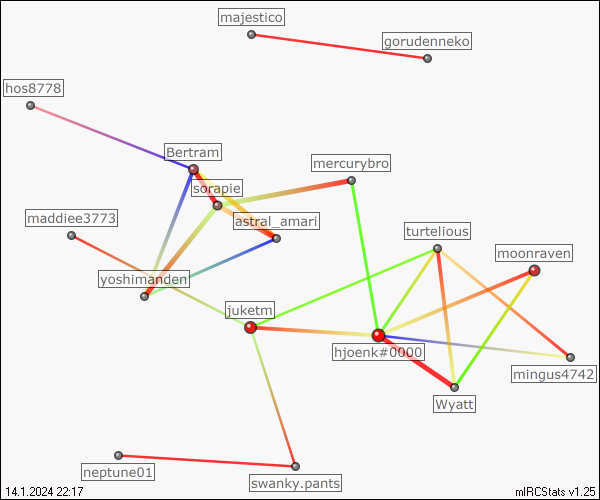 majestico
gorudenneko
hos8778
Bertram
mercurybro
sorapie
maddiee3773
astral_amari
turtelious
moonraven
yoshimanden
juketm
hjoenk#0000
mingus4742
Wyatt
neptune01
swanky.pants
14.1.2024 22:17
mIRCStats v1.25